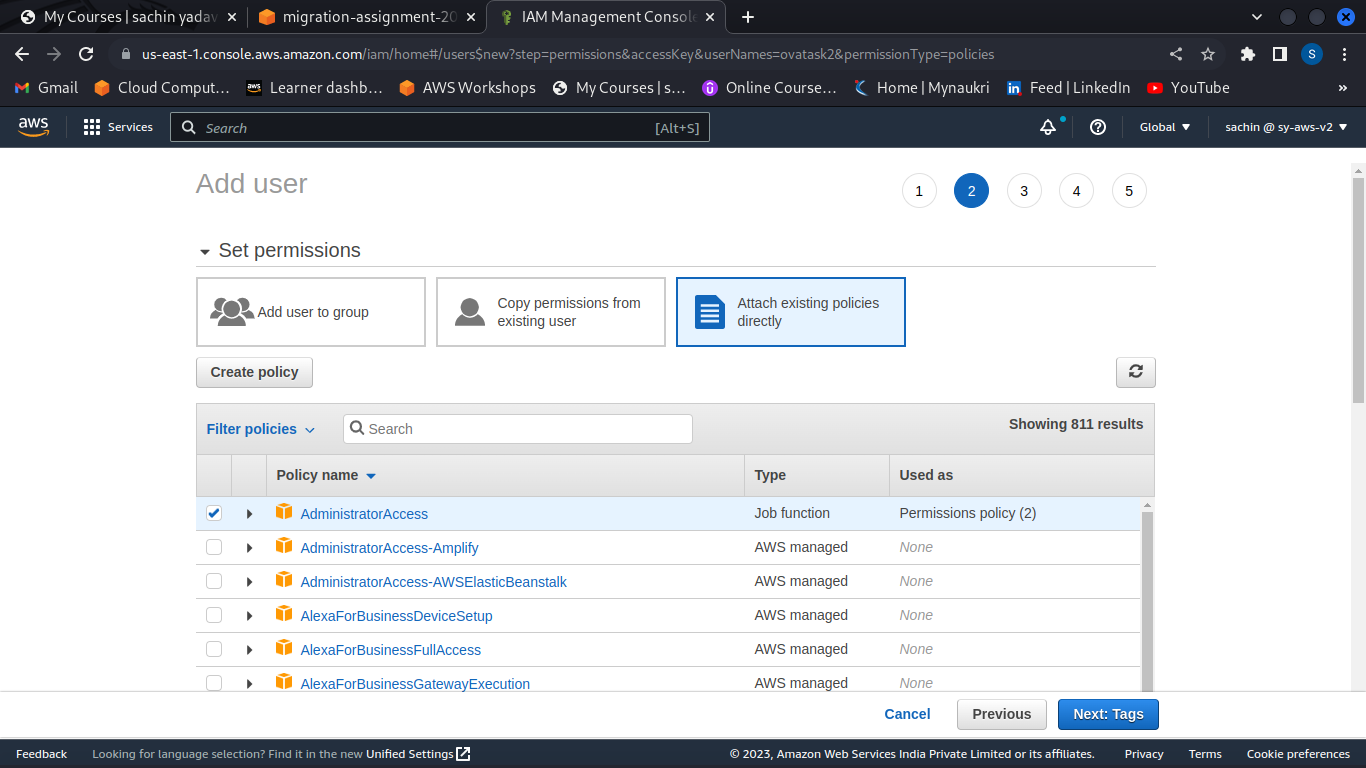 My Courses | sachin yadav
migration-assignment-20
IAM Management Console
us-east-1.console.aws.amazon.com/iam/home#/users$new?step=permissions&accessKey&userNames=ovatask2&permissionType=policies
S
Gmail
Cloud Comput...
aws
Learner dashb...
AWS Workshops
My Courses | s...
Online Course...
Home | Mynaukri
Feed | LinkedIn
YouTube
»
aws
Services
Search
[Alt+S]
Global
sachin @ sy-aws-v2
Add user
1 2 3 4 5
Set permissions
Add user to group
Copy permissions from
existing user
Attach existing policies
directly
Create policy
Filter policies
Search
Showing 811 results
Policy name Type Used as
AdministratorAccess Job function Permissions policy (2)
AdministratorAccess-Amplify AWS managed None
AdministratorAccess-AWSElasticBeanstalk AWS managed None
AlexaForBusinessDeviceSetup AWS managed None
AlexaForBusinessFullAccess AWS managed None
AlexaForBusinessGatewayExecution AWS managed None
Cancel
Previous
Next: Tags
Feedback
Looking for language selection? Find it in the new Unified Settings
© 2023, Amazon Web Services India Private Limited or its affiliates.
Privacy
Terms
Cookie preferences